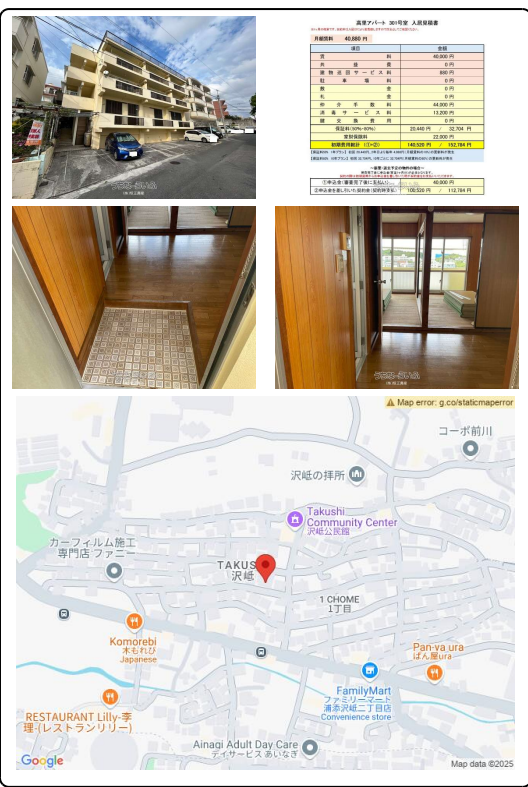 高里アパート 301号室 入居見積書
月額賃料 40,880 円
項目 金額
賃料 40,000 円
共益費 0 円
建物巡回サービス料 880 円
駐車場料 0 円
敷金 0 円
礼金 0 円
仲介手数料 44,000 円
消毒サービス料 13,200 円
鍵交換費用 0 円
保証料(50%~80%) 20,440 円 / 32,704 円
家財保険料 22,000 円
初期費用総計 (①+②) 140,520 円 / 152,784 円
①申込金(審査完了後に支払い) 40,000 円
②申込金を差し引いた契約金(契約時支払) 100,520 円 / 112,784 円
Map error: g.co/staticmaperror
コーポ前川
沢岻の拝所
Takushi
Community Center
沢岻公民館
カーフィルム施工
専門店 ファニー
TAKUS
沢岻
1 CHOME
1丁目
Komorebi
木もれび
Japanese
Pan-ya ura
ぱん屋ura
FamilyMart
ファミリーマート
浦添沢岻二丁目店
Convenience store
RESTAURANT Lilly-李
理-(レストランリリー)
Ainagi Adult Day Care
デイサービス あいなぎ
Google
Map data ©2025